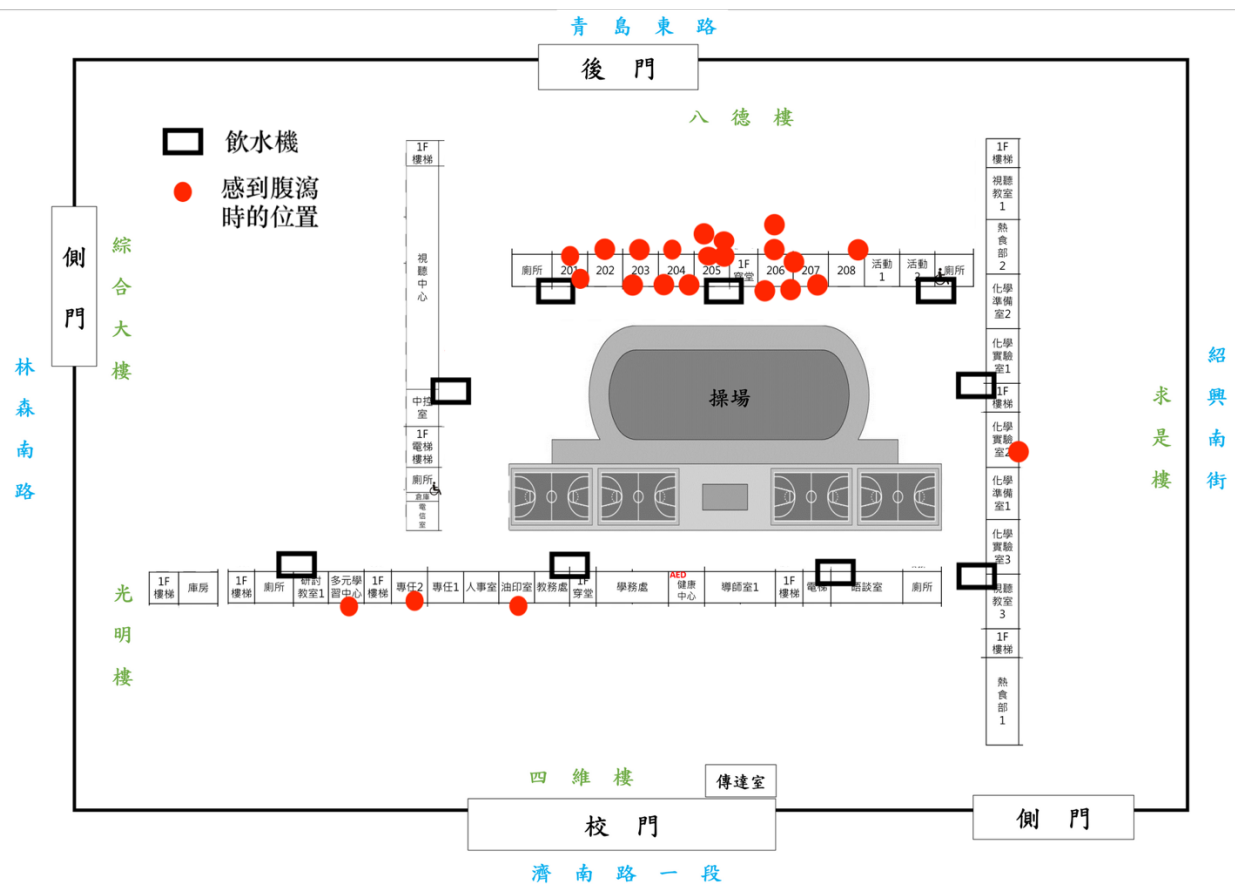 青島東路
後門
八德樓
飲水機
感到腹瀉
時的位置
側門
綜合大樓
林森南路
1F
樓梯
視聽中心
中控
室
1F
電梯
樓梯
廁所
倉庫
電信室
廁所
201
202
203
204
205
1F
穿堂
206
207
208
活動
1
活動
2
廁所
操場
1F
樓梯
視聽
教室
1
熱食部
2
化學
準備
室2
化學
實驗
室1
1F
樓梯
化學
實驗
室2
化學
準備
室1
化學
實驗
室3
視聽
教室
3
1F
樓梯
熱食部
1
求是樓
紹興南街
光明樓
1F
樓梯
庫房
1F
樓梯
廁所
研討
教室1
多元學
習中心
1F
樓梯
專任2
專任1
人事室
油印室
教務處
1F
穿堂
學務處
AED
健康
中心
導師室1
1F
樓梯
電梯
晤談室
廁所
四維樓
傳達室
校門
側門
濟南路一段